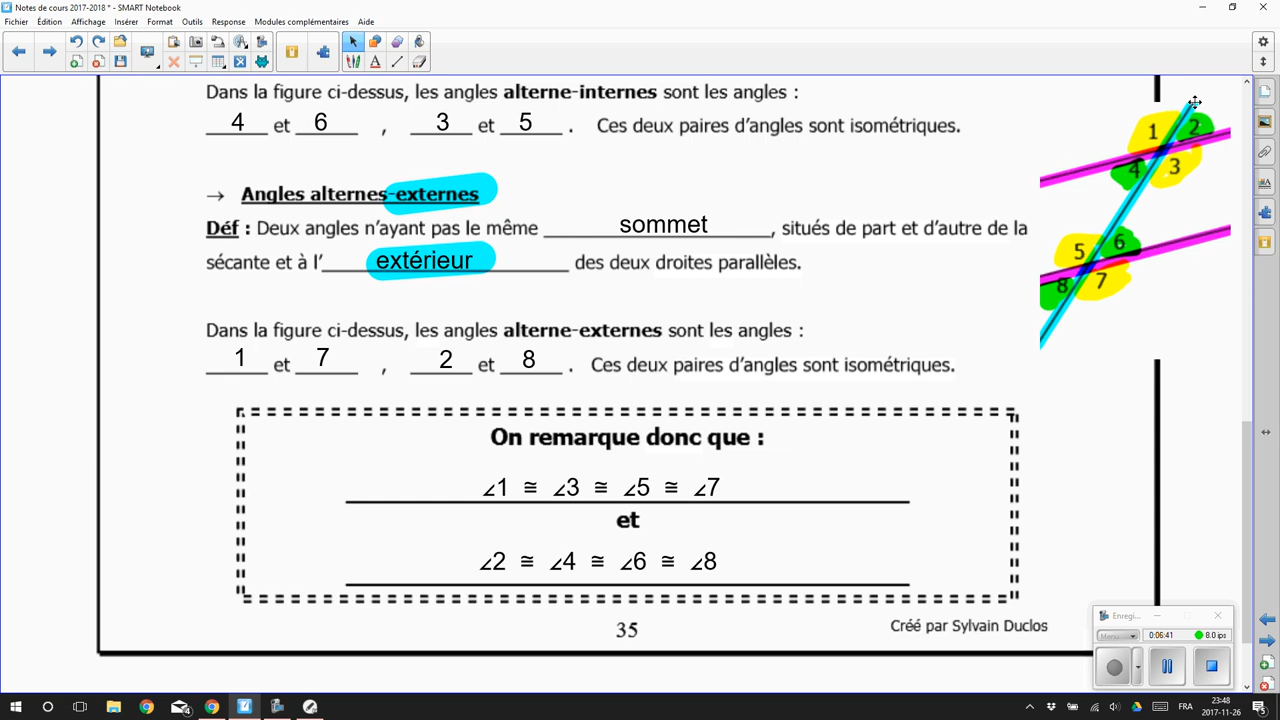 Notes de cours 2017-2018 * - SMART Notebook
Fichier Édition Affichage Insérer Format Outils Réponse Modules complémentaires Aide
Dans la figure ci-dessus, les angles alterne-internes sont les angles :
4 et 6 , 3 et 5 . Ces deux paires d'angles sont isométriques.
→ Angles alternes-externes
Déf : Deux angles n'ayant pas le même sommet, situés de part et d'autre de la
sécante et à l'extérieur des deux droites parallèles.
Dans la figure ci-dessus, les angles alterne-externes sont les angles :
1 et 7 , 2 et 8 . Ces deux paires d'angles sont isométriques.
On remarque donc que :
∠1 ≅ ∠3 ≅ ∠5 ≅ ∠7
et
∠2 ≅ ∠4 ≅ ∠6 ≅ ∠8
35
Créé par Sylvain Duclos
1 2
4 3
5 6
8 7
Enregi...
Menu 0:06:41 8.0 ips
4
FRA 23:48
2017-11-26
5